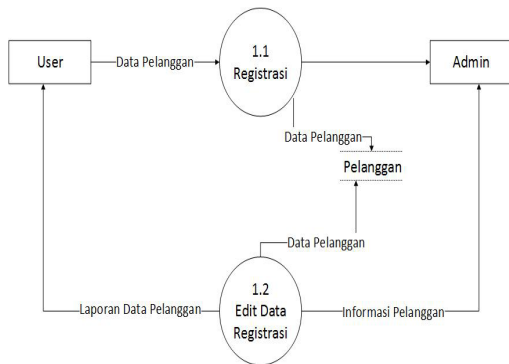 User
Data Pelanggan
1.1
Registrasi
Admin
Data Pelanggan
Pelanggan
Data Pelanggan
1.2
Edit Data
Registrasi
Laporan Data Pelanggan
Informasi Pelanggan